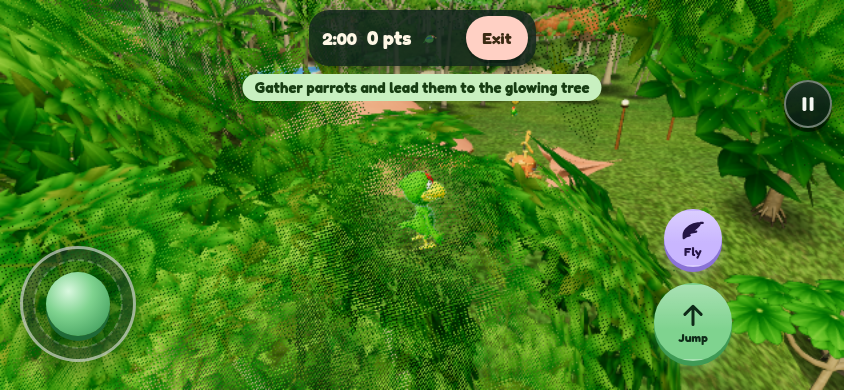 2:00 0 pts Exit
Gather parrots and lead them to the glowing tree
Fly
Jump